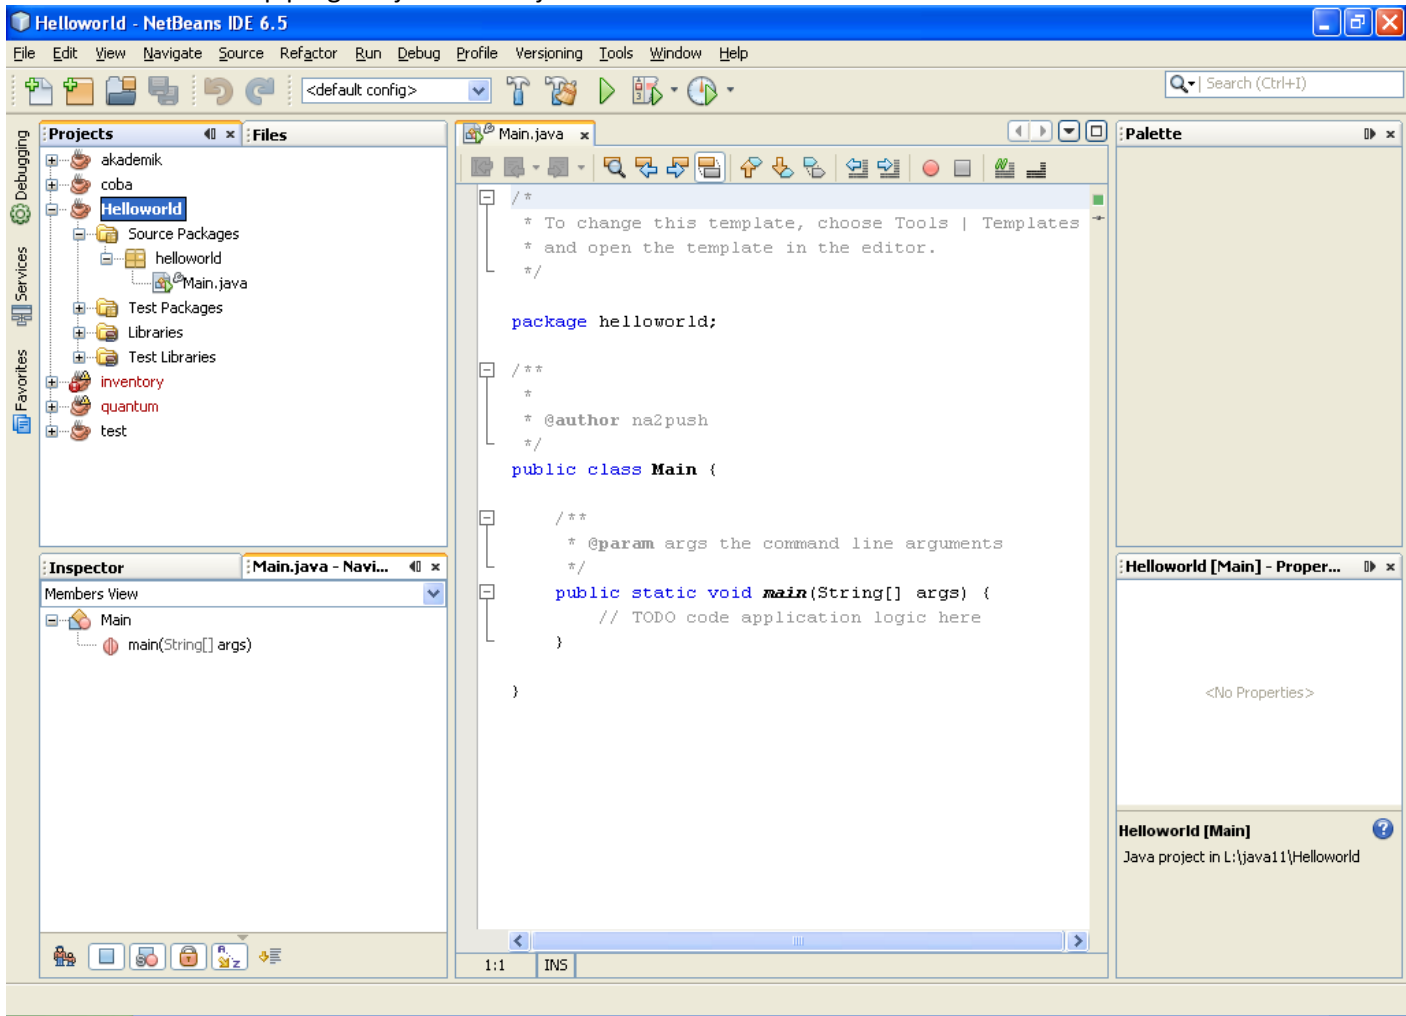 Helloworld - NetBeans IDE 6.5
File Edit View Navigate Source Refactor Run Debug Profile Versioning Tools Window Help
<default config>
Search (Ctrl+I)
Debugging
Services
Favorites
Projects
Files
akademik
coba
Helloworld
Source Packages
helloworld
Main.java
Test Packages
Libraries
Test Libraries
inventory
quantum
test
Inspector
Main.java - Navi...
Members View
Main
main(String[] args)
Main.java
/*
 * To change this template, choose Tools | Templates
 * and open the template in the editor.
 */
package helloworld;
/**
 *
 * @author na2push
 */
public class Main {
    /**
     * @param args the command line arguments
     */
    public static void main(String[] args) {
        // TODO code application logic here
    }
}
1:1 INS
Palette
Helloworld [Main] - Proper...
<No Properties>
Helloworld [Main]
Java project in L:\java11\Helloworld